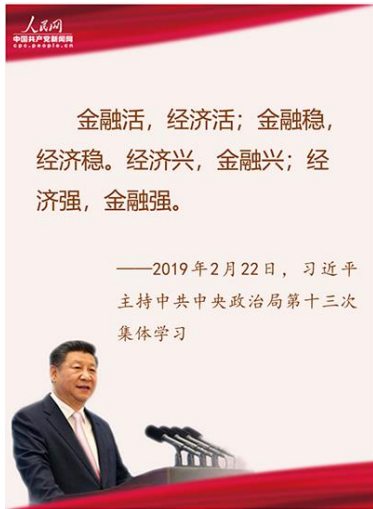 人民网
中国共产党新闻网
cpc.people.cn
金融活，经济活；金融稳，
经济稳。经济兴，金融兴；经
济强，金融强。
——2019年2月22日，习近平
主持中共中央政治局第十三次
集体学习